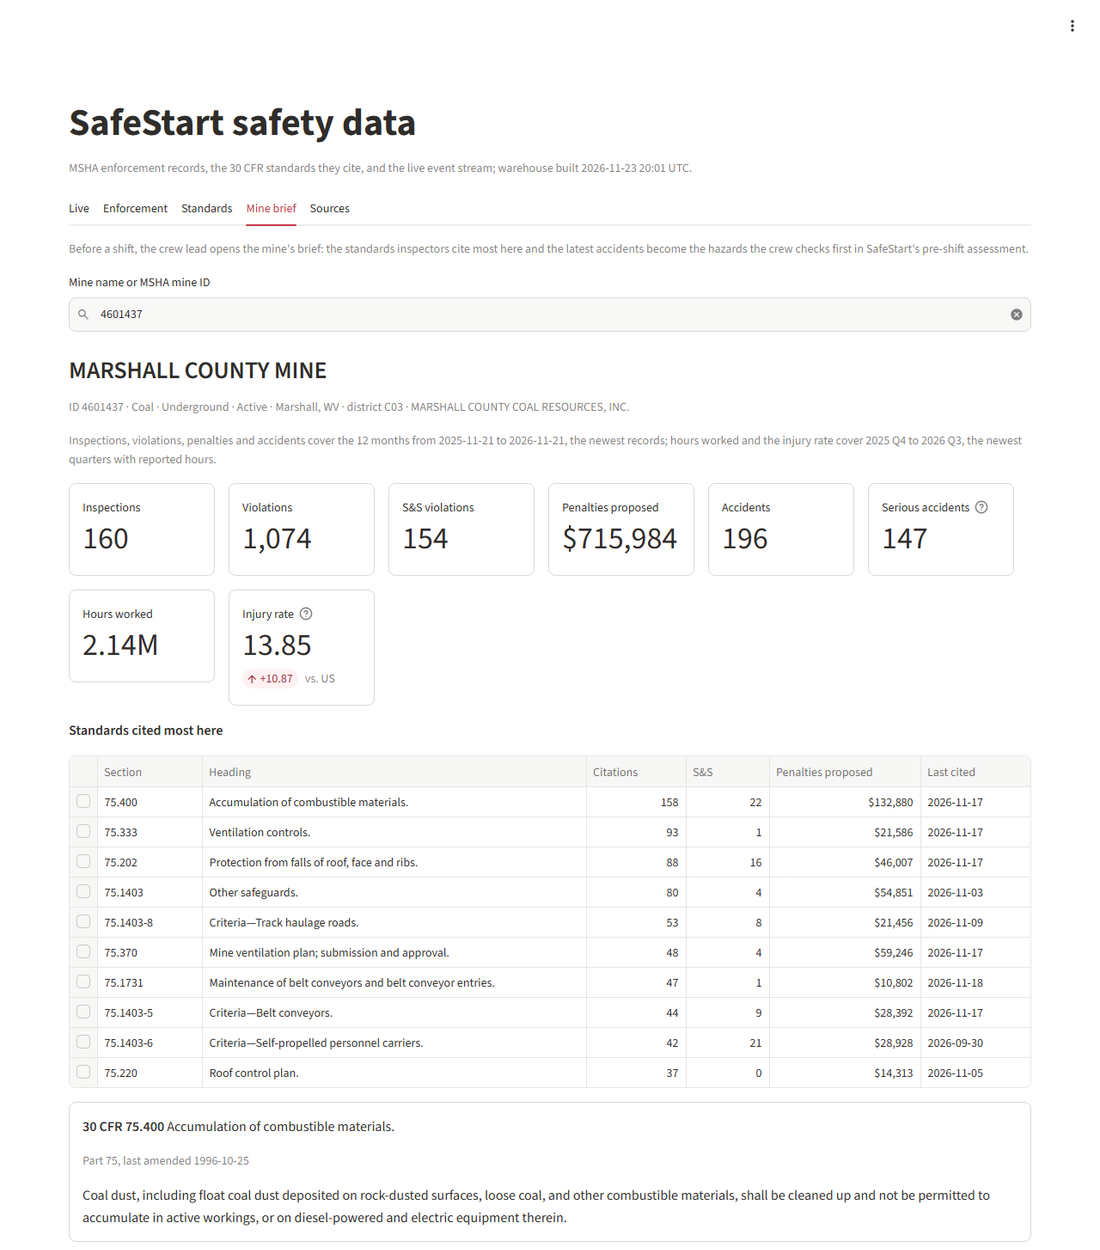 SafeStart safety data
MSHA enforcement records, the 30 CFR standards they cite, and the live event stream; warehouse built 2026-11-23 20:01 UTC.
Live Enforcement Standards Mine brief Sources
Before a shift, the crew lead opens the mine's brief: the standards inspectors cite most here and the latest accidents become the hazards the crew checks first in SafeStart's pre-shift assessment.
Mine name or MSHA mine ID
4601437
MARSHALL COUNTY MINE
ID 4601437 · Coal · Underground · Active · Marshall, WV · district C03 · MARSHALL COUNTY COAL RESOURCES, INC.
Inspections, violations, penalties and accidents cover the 12 months from 2025-11-21 to 2026-11-21, the newest records; hours worked and the injury rate cover 2025 Q4 to 2026 Q3, the newest
quarters with reported hours.
Inspections Violations S&S violations Penalties proposed Accidents Serious accidents
160 1,074 154 $715,984 196 147
Hours worked Injury rate
2.14M 13.85
+10.87 vs. US
Standards cited most here
Section Heading Citations S&S Penalties proposed Last cited
75.400 Accumulation of combustible materials. 158 22 $132,880 2026-11-17
75.333 Ventilation controls. 93 1 $21,586 2026-11-17
75.202 Protection from falls of roof, face and ribs. 88 16 $46,007 2026-11-17
75.1403 Other safeguards. 80 4 $54,851 2026-11-03
75.1403-8 Criteria—Track haulage roads. 53 8 $21,456 2026-11-09
75.370 Mine ventilation plan; submission and approval. 48 4 $59,246 2026-11-17
75.1731 Maintenance of belt conveyors and belt conveyor entries. 47 1 $10,802 2026-11-18
75.1403-5 Criteria—Belt conveyors. 44 9 $28,392 2026-11-17
75.1403-6 Criteria—Self-propelled personnel carriers. 42 21 $28,928 2026-09-30
75.220 Roof control plan. 37 0 $14,313 2026-11-05
30 CFR 75.400 Accumulation of combustible materials.
Part 75, last amended 1996-10-25
Coal dust, including float coal dust deposited on rock-dusted surfaces, loose coal, and other combustible materials, shall be cleaned up and not be permitted to
accumulate in active workings, or on diesel-powered and electric equipment therein.